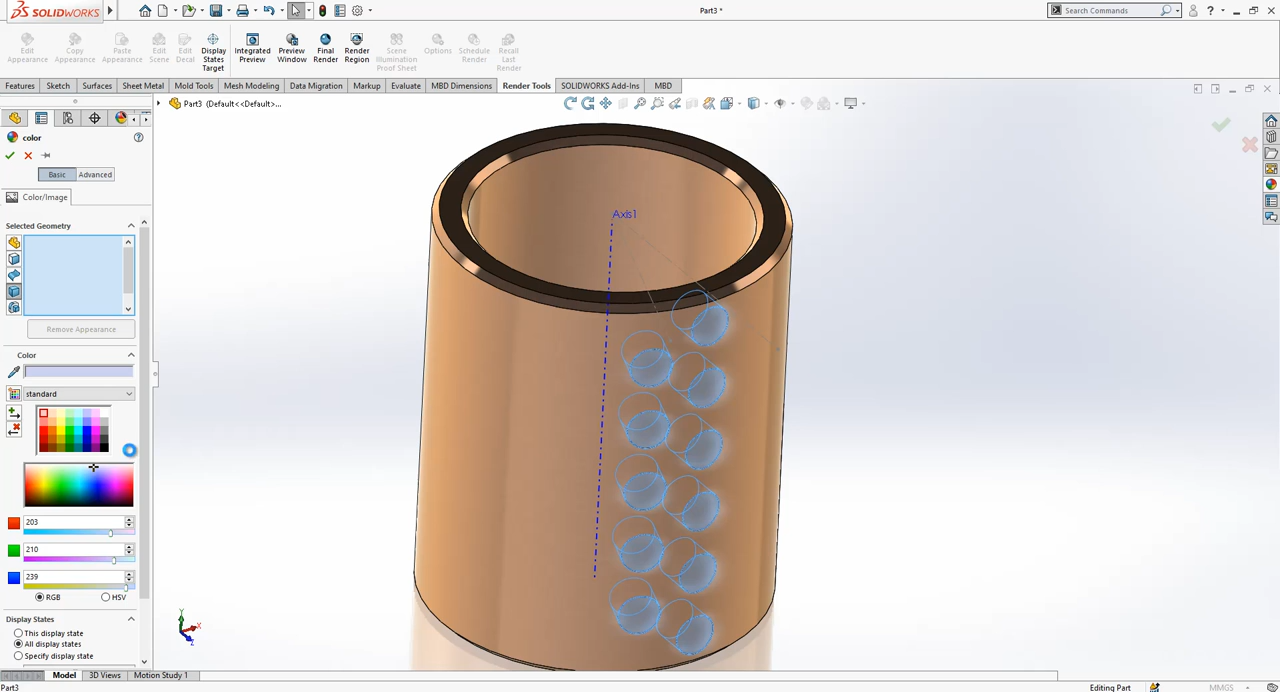 SOLIDWORKS
Part3 *
Search Commands
?
Edit Appearance
Copy Appearance
Paste Appearance
Edit Scene
Edit Decal
Display States Target
Integrated Preview
Preview Window
Final Render
Render Region
Scene Illumination Proof Sheet
Options
Schedule Render
Recall Last Render
Features
Sketch
Surfaces
Sheet Metal
Mold Tools
Mesh Modeling
Data Migration
Markup
Evaluate
MBD Dimensions
Render Tools
SOLIDWORKS Add-Ins
MBD
Part3 (Default<<Default>...
color
Basic
Advanced
Color/Image
Selected Geometry
Remove Appearance
Color
standard
203
210
239
RGB
HSV
Display States
This display state
All display states
Specify display state
Axis1
Y
X
Z
Model
3D Views
Motion Study 1
Part3
Editing Part
MMGS